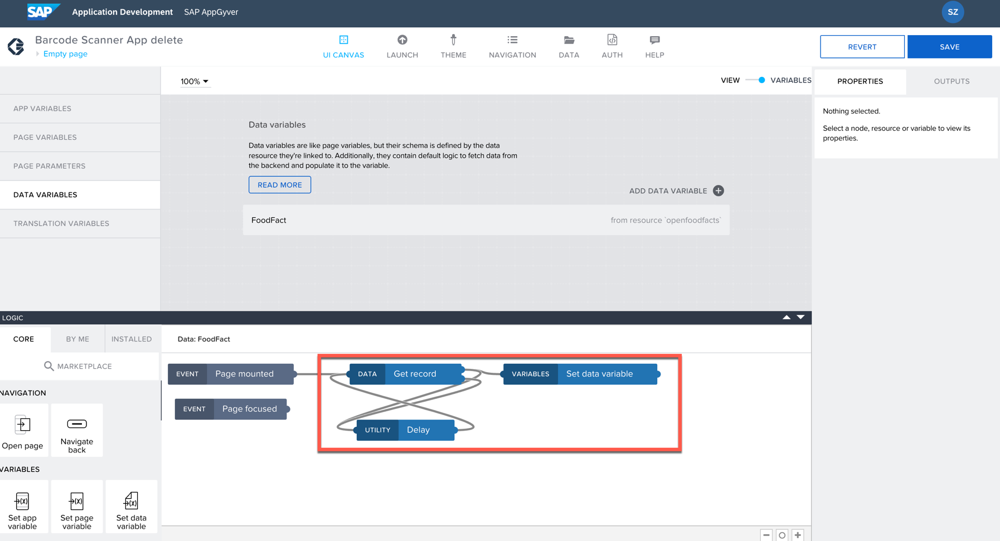 SAP Application Development SAP AppGyver SZ
Barcode Scanner App delete
Empty page
UI CANVAS LAUNCH THEME NAVIGATION DATA AUTH HELP
REVERT SAVE
100% VIEW VARIABLES PROPERTIES OUTPUTS
APP VARIABLES
PAGE VARIABLES
PAGE PARAMETERS
DATA VARIABLES
TRANSLATION VARIABLES
Data variables
Data variables are like page variables, but their schema is defined by the data
resource they're linked to. Additionally, they contain default logic to fetch data from
the backend and populate it to the variable.
READ MORE
ADD DATA VARIABLE
FoodFact from resource `openfoodfacts`
Nothing selected.
Select a node, resource or variable to view its
properties.
LOGIC
CORE BY ME INSTALLED
MARKETPLACE
NAVIGATION
Open page
Navigate
back
VARIABLES
Set app
variable
Set page
variable
Set data
variable
Data: FoodFact
EVENT Page mounted
DATA Get record
VARIABLES Set data variable
EVENT Page focused
UTILITY Delay